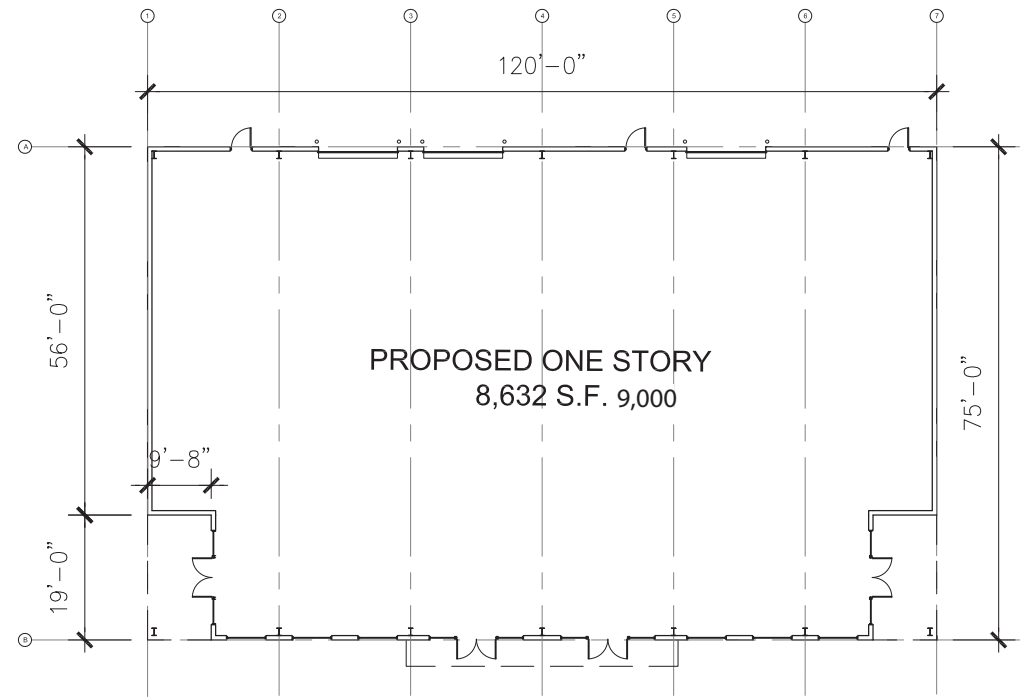 1 2 3 4 5 6 7
120'-0"
A
56'-0"
PROPOSED ONE STORY
8,632 S.F. 9,000
75'-0"
9'-8"
19'-0"
B